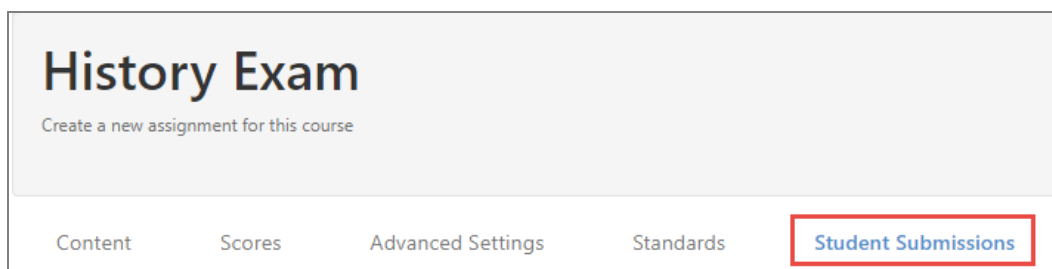 History Exam
Create a new assignment for this course
Content Scores Advanced Settings Standards Student Submissions